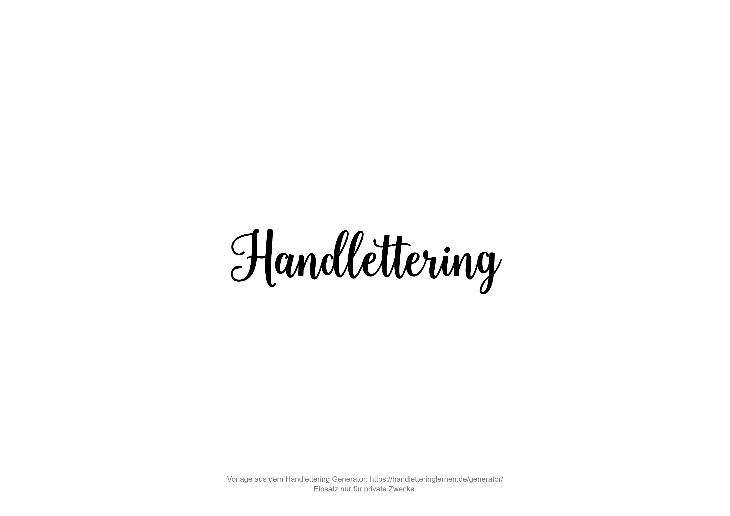 Handlettering
Vorlage aus dem Handlettering Generator: https://handletteringlernen.de/generator/
Einsatz nur für private Zwecke.